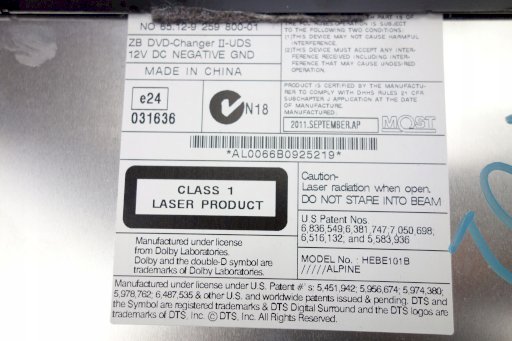 NO 65.12-9 259 800-01
ZB DVD-Changer II-UDS
12V DC NEGATIVE GND
MADE IN CHINA
e24
031636
N18
TO THE FOLLOWING TWO CONDITIONS:
(1)THIS DEVICE MAY NOT CAUSE HARMFUL
INTERFERENCE.
(2)THIS DEVICE MUST ACCEPT ANY INTER-
FERENCE RECEIVED, INCLUDING INTER-
FERENCE THAT MAY CAUSE UNDESIRED
OPERATION.
PRODUCT IS CERTIFIED BY THE MANUFACTU-
RER TO COMPLY WITH DHHS RULES 21 CFR
SUBCHAPTER J APPLICATION AT THE DATE
OF MANUFACTURE.
MANUFACTURED:
2011.SEPTEMBER.AP
MOST
*AL0066B0925219*
CLASS 1
LASER PRODUCT
Caution-
Laser radiation when open.
DO NOT STARE INTO BEAM
U.S.Patent Nos.
6,836,549;6,381,747;7,050,698;
6,516,132; and 5,583,936
Manufactured under license
from Dolby Laboratories.
Dolby and the double-D symbol are
trademarks of Dolby Laboratories.
MODEL No. : HEBE101B
/////ALPINE
Manufactured under license under U.S. Patent #'s: 5,451,942; 5,956,674; 5,974,380;
5,978,762; 6,487,535 & other U.S. and worldwide patents issued & pending. DTS and
the Symbol are registered trademarks & DTS Digital Surround and the DTS logos are
trademarks of DTS, Inc. © DTS, Inc. All Rights Reserved.